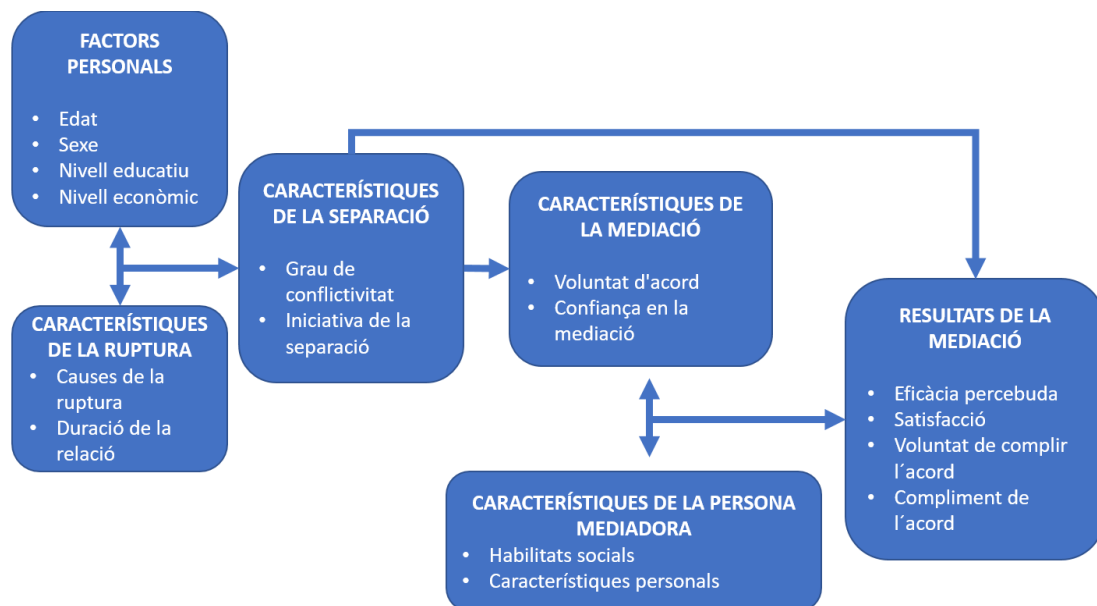 FACTORS
PERSONALS
• Edat
• Sexe
• Nivell educatiu
• Nivell econòmic
CARACTERÍSTIQUES
DE LA RUPTURA
• Causes de la
ruptura
• Duració de la
relació
CARACTERÍSTIQUES
DE LA SEPARACIÓ
• Grau de
conflictivitat
• Iniciativa de la
separació
CARACTERÍSTIQUES DE
LA MEDIACIÓ
• Voluntat d'acord
• Confiança en la
mediació
CARACTERÍSTIQUES DE LA PERSONA
MEDIADORA
• Habilitats socials
• Característiques personals
RESULTATS DE LA
MEDIACIÓ
• Eficàcia percebuda
• Satisfacció
• Voluntat de complir
l´acord
• Compliment de
l´acord